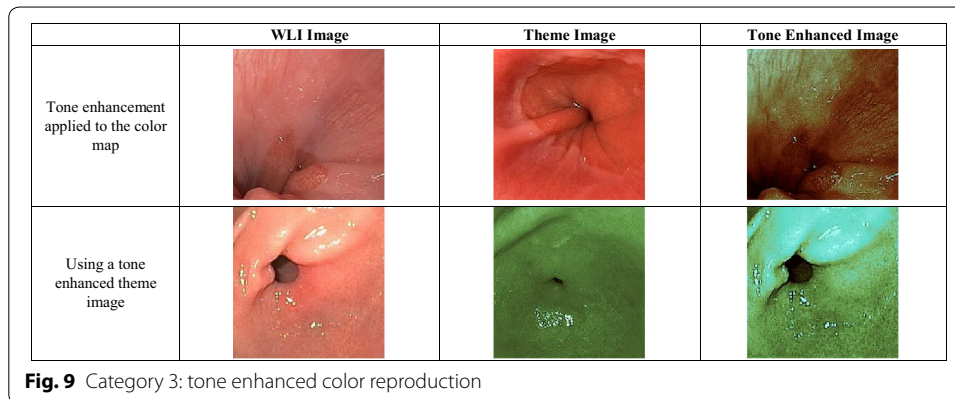 WLI Image Theme Image Tone Enhanced Image
Tone enhancement
applied to the color
map
Using a tone
enhanced theme
image
Fig. 9 Category 3: tone enhanced color reproduction